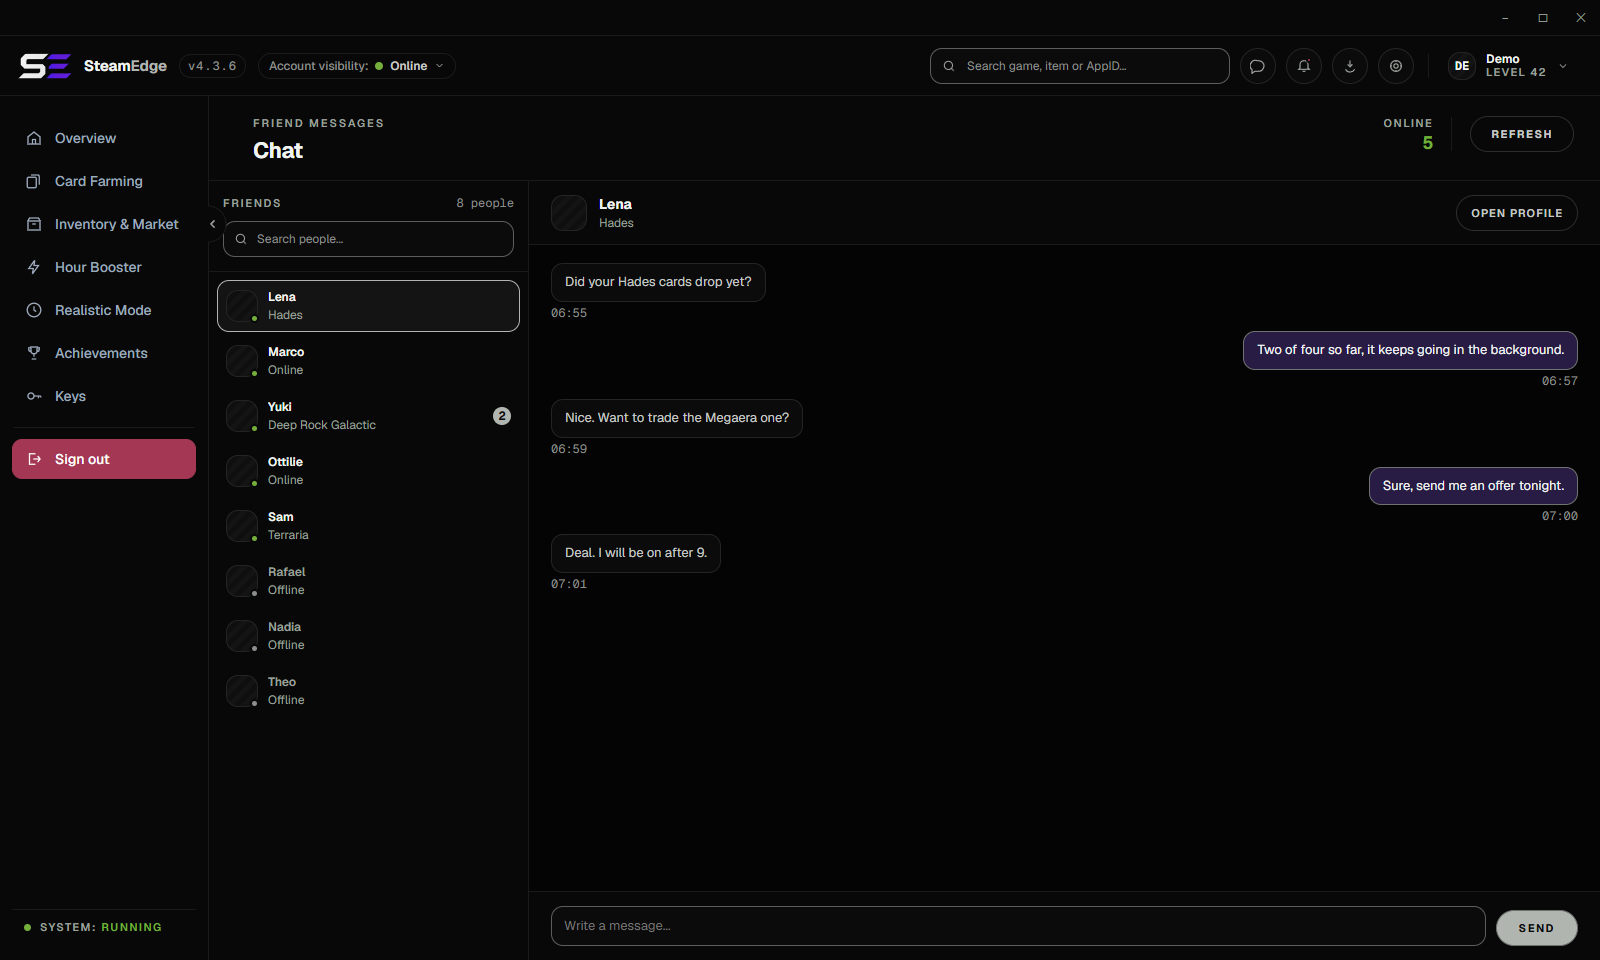 SE SteamEdge v4.3.6 Account visibility: Online
Search game, item or AppID...
DE Demo
LEVEL 42
Overview
Card Farming
Inventory & Market
Hour Booster
Realistic Mode
Achievements
Keys
Sign out
SYSTEM: RUNNING
FRIEND MESSAGES
Chat
ONLINE
5
REFRESH
FRIENDS 8 people
Search people...
Lena
Hades
Marco
Online
Yuki
Deep Rock Galactic
2
Ottilie
Online
Sam
Terraria
Rafael
Offline
Nadia
Offline
Theo
Offline
Lena
Hades
OPEN PROFILE
Did your Hades cards drop yet?
06:55
Two of four so far, it keeps going in the background.
06:57
Nice. Want to trade the Megaera one?
06:59
Sure, send me an offer tonight.
07:00
Deal. I will be on after 9.
07:01
Write a message...
SEND